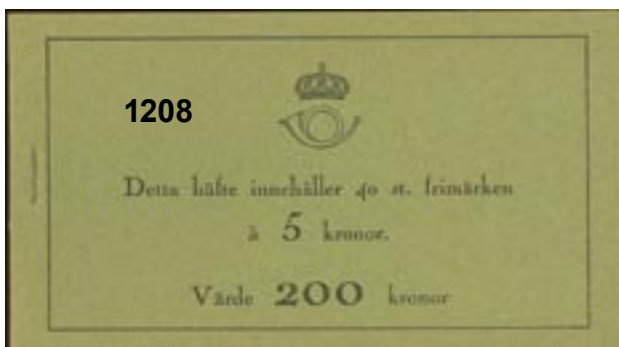 1208
Detta häfte innehåller 40 st. frimärken
à 5 kronor.
Värde 200 kronor